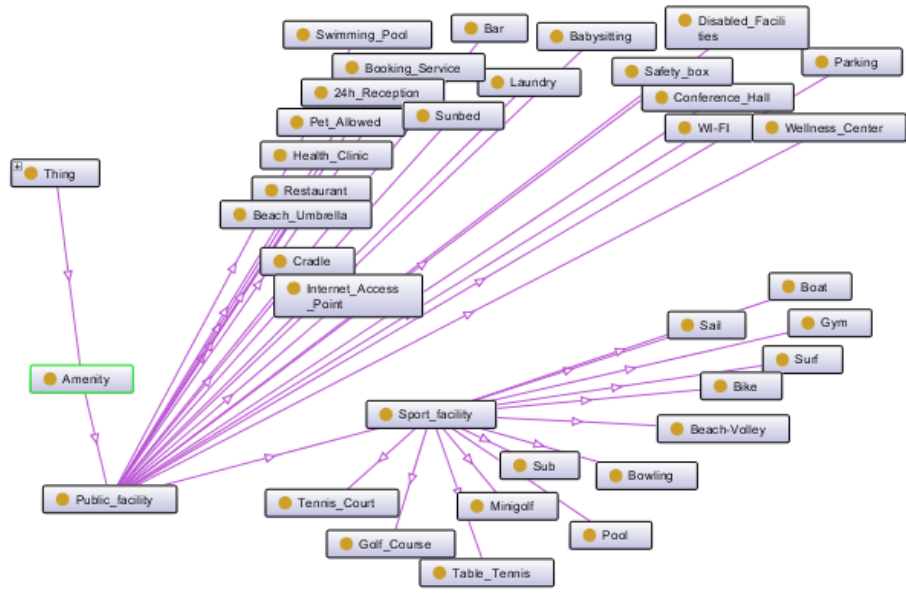 Swimming_Pool
Bar
Babysitting
Disabled_Facili
ties
Booking_Service
Parking
Safety_box
24h_Reception
Laundry
Conference_Hall
Pet_Allowed
Sunbed
WI-FI
Wellness_Center
Health_Clinic
Thing
Restaurant
Beach_Umbrella
Cradle
Internet_Access
_Point
Boat
Sail
Gym
Surf
Amenity
Bike
Sport_facility
Beach-Volley
Sub
Bowling
Public_facility
Tennis_Court
Minigolf
Pool
Golf_Course
Table_Tennis